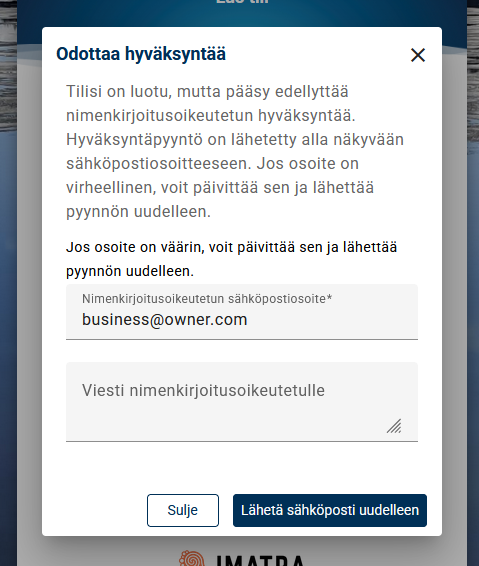 Luo tili
Odottaa hyväksyntää
Tilisi on luotu, mutta pääsy edellyttää
nimenkirjoitusoikeutetun hyväksyntää.
Hyväksyntäpyyntö on lähetetty alla näkyvään
sähköpostiosoitteeseen. Jos osoite on
virheellinen, voit päivittää sen ja lähettää
pyynnön uudelleen.
Jos osoite on väärin, voit päivittää sen ja lähettää
pyynnön uudelleen.
Nimenkirjoitusoikeutetun sähköpostiosoite*
business@owner.com
Viesti nimenkirjoitusoikeutetulle
Sulje
Lähetä sähköposti uudelleen
IMATRA